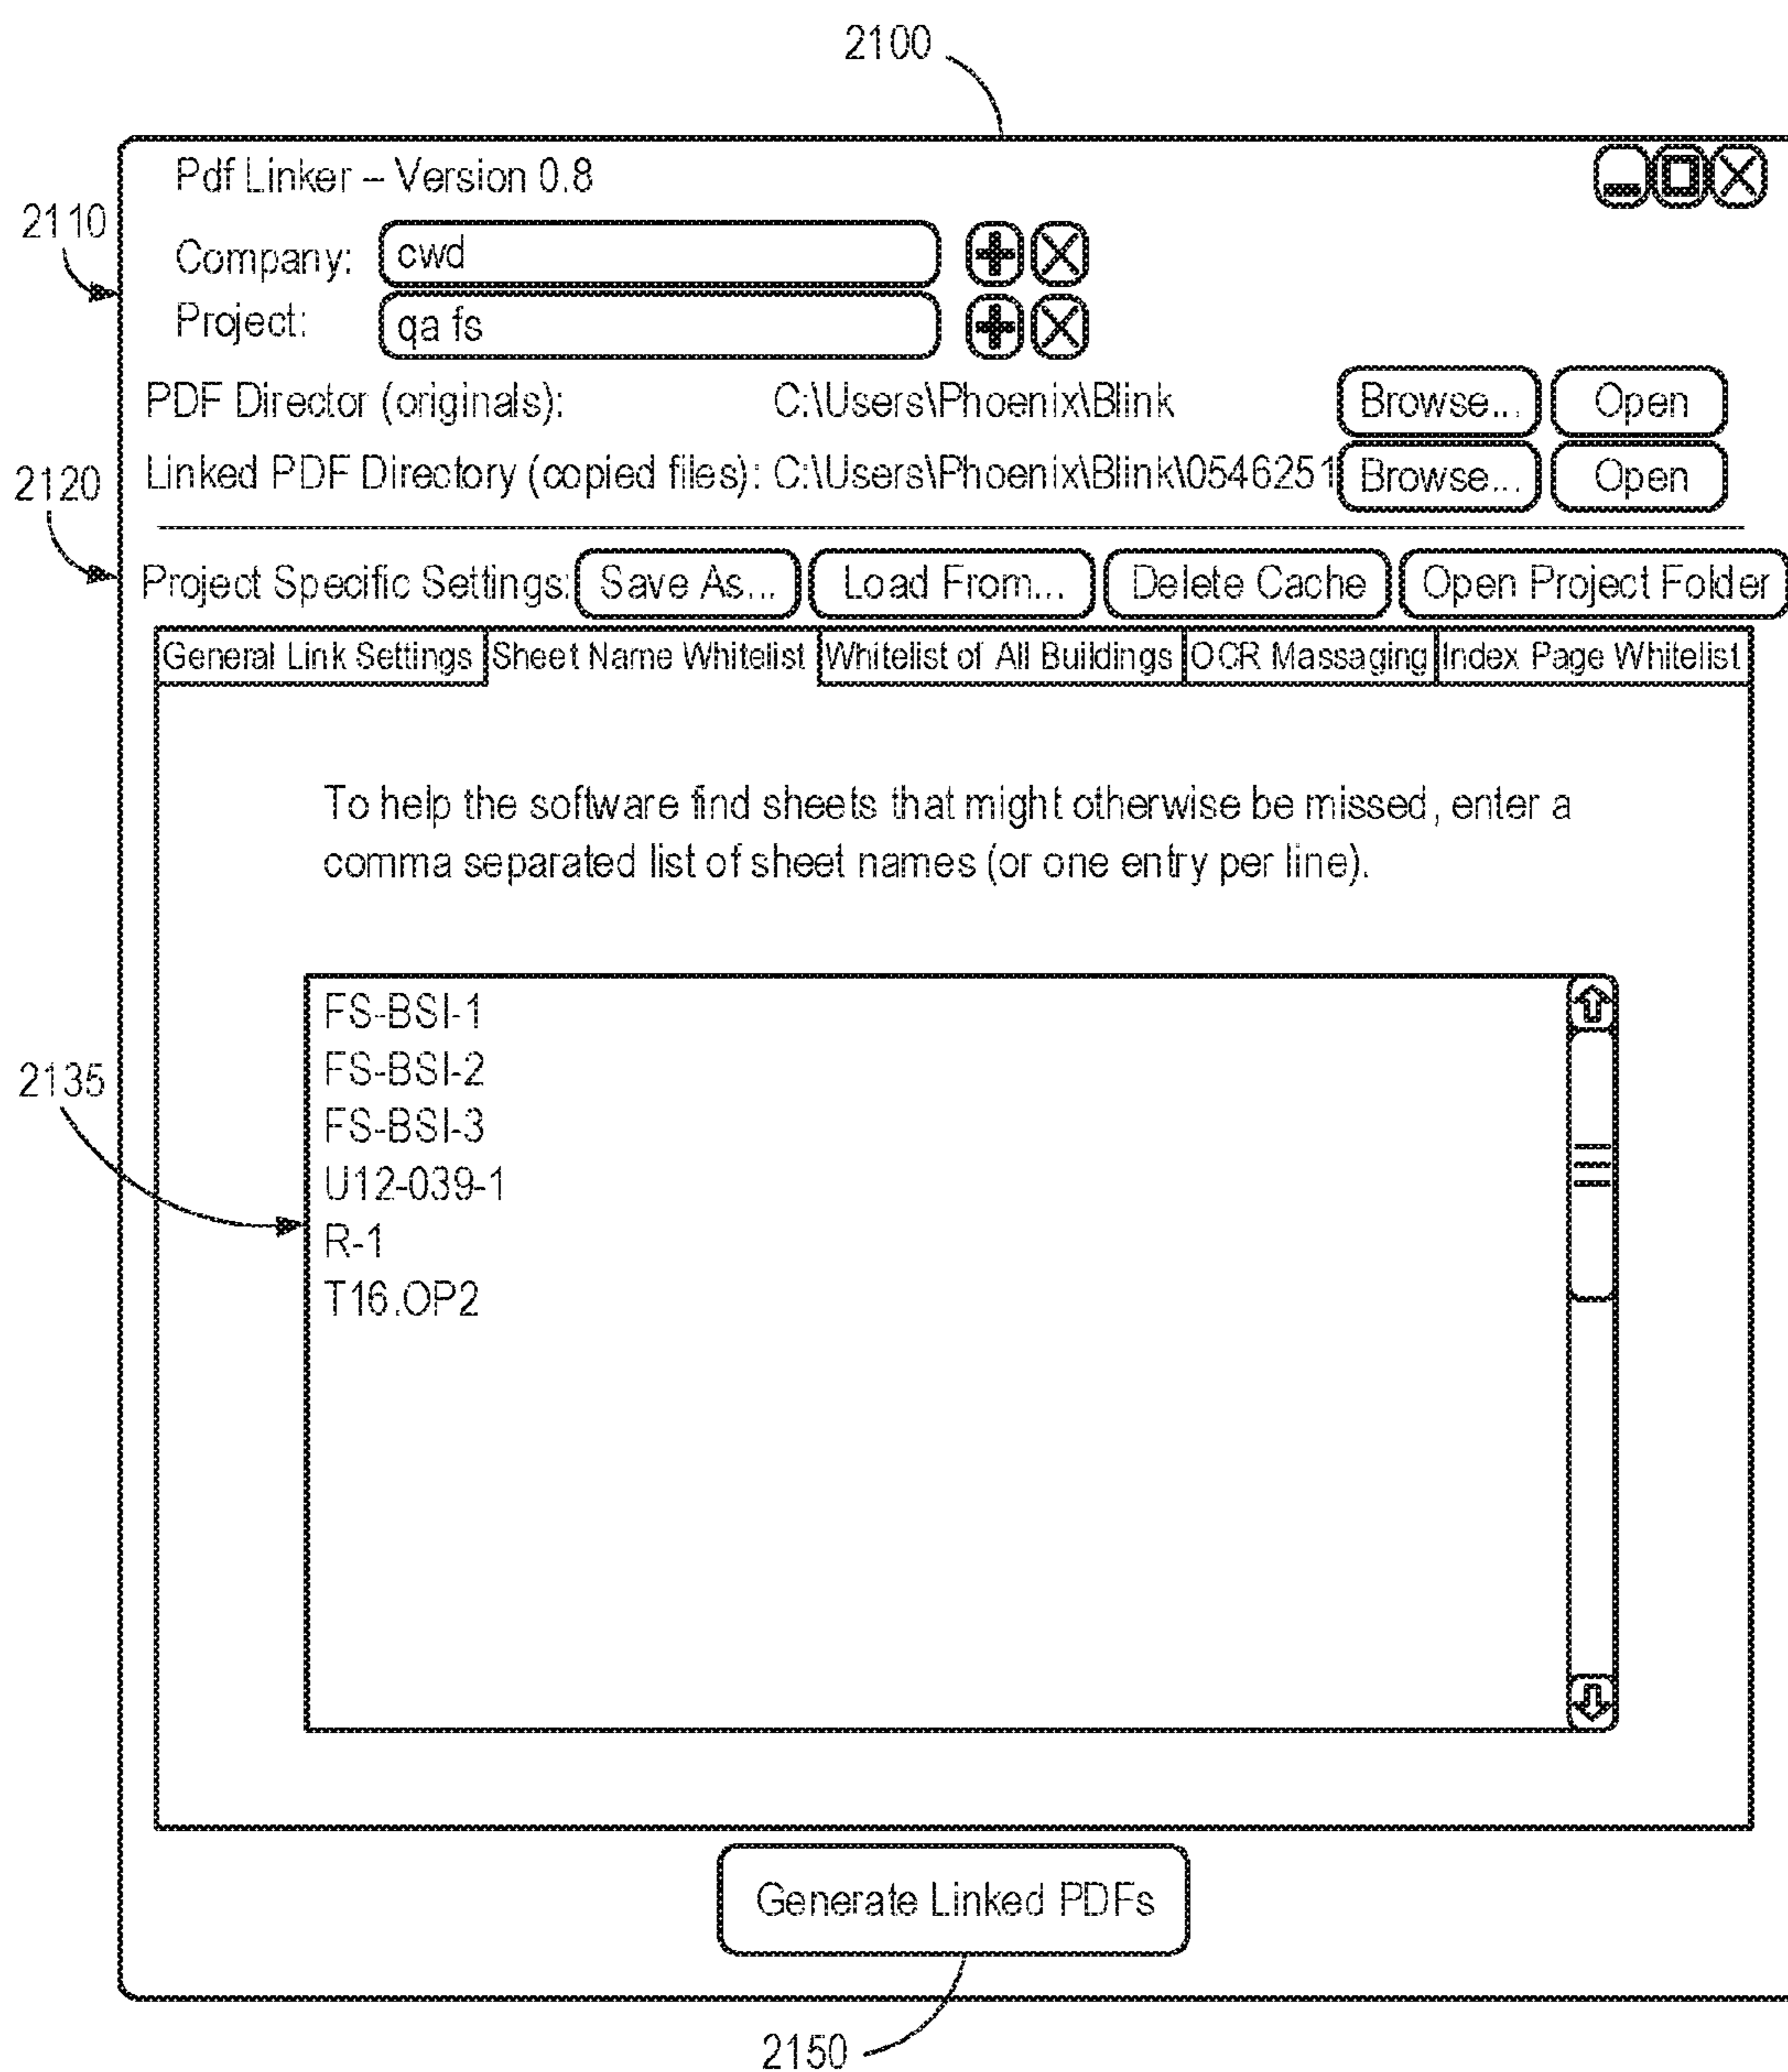 2100
Pdf Linker – Version 0.8
2110
Company: cwd
Project: qa fs
PDF Director (originals): C:\Users\Phoenix\Blink Browse... Open
2120
Linked PDF Directory (copied files): C:\Users\Phoenix\Blink\0546251 Browse... Open
Project Specific Settings: Save As... Load From... Delete Cache Open Project Folder
General Link Settings Sheet Name Whitelist Whitelist of All Buildings OCR Massaging Index Page Whitelist
To help the software find sheets that might otherwise be missed, enter a
comma separated list of sheet names (or one entry per line).
FS-BSI-1
2135
FS-BSI-2
FS-BSI-3
U12-039-1
R-1
T16.OP2
Generate Linked PDFs
2150